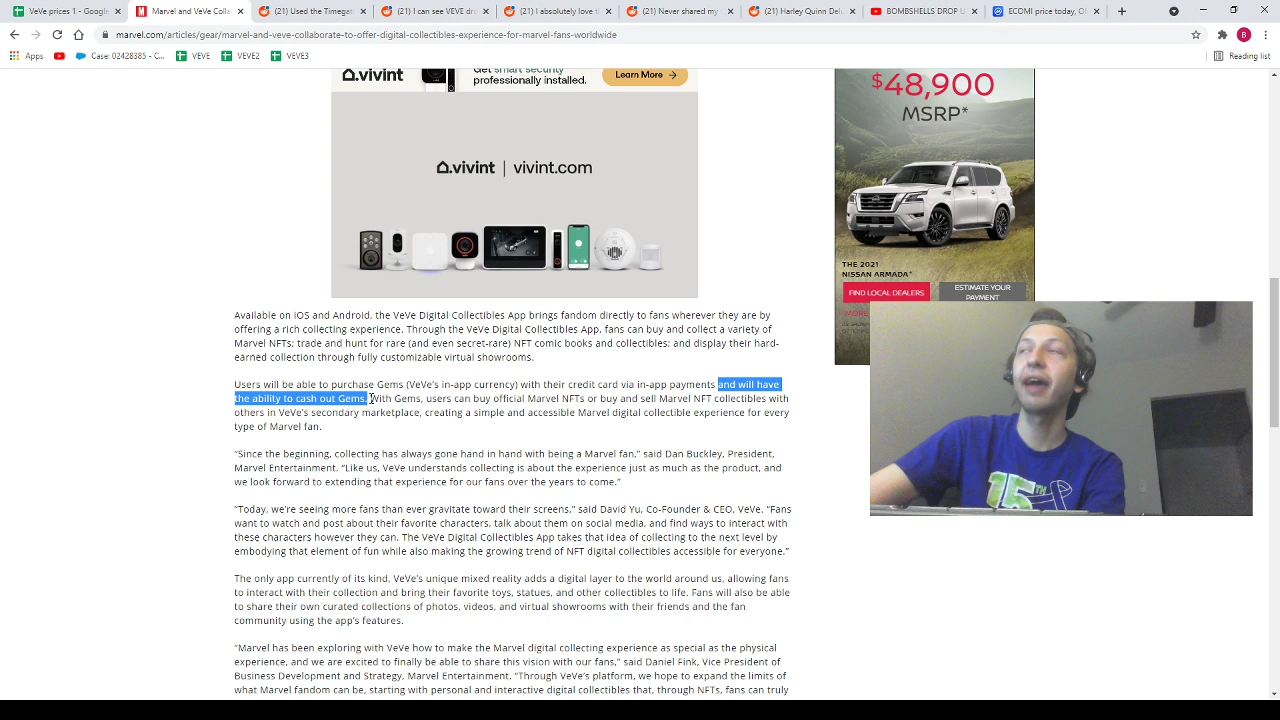 VeVe prices 1 - Google
Marvel and VeVe Colla
(21) Used the Timegat
(21) I can see VEVE dr
(21) I absolutely love t
(21) Never shared my
(21) Harley Quinn Del
BOMBSHELLS DROP U
ECOMI price today, O
marvel.com/articles/gear/marvel-and-veve-collaborate-to-offer-digital-collectibles-experience-for-marvel-fans-worldwide
B
Apps
Case: 02428385 - C...
VEVE
VEVE2
VEVE3
Reading list
vivint
Get smart security
professionally installed.
Learn More →
vivint | vivint.com
$48,900
MSRP*
THE 2021
NISSAN ARMADA*
FIND LOCAL DEALERS
ESTIMATE YOUR
PAYMENT
MORE
Available on iOS and Android, the VeVe Digital Collectibles App brings fandom directly to fans wherever they are by
offering a rich collecting experience. Through the VeVe Digital Collectibles App, fans can buy and collect a variety of
Marvel NFTs; trade and hunt for rare (and even secret-rare) NFT comic books and collectibles; and display their hard-
earned collection through fully customizable virtual showrooms.
Users will be able to purchase Gems (VeVe's in-app currency) with their credit card via in-app payments and will have
the ability to cash out Gems. With Gems, users can buy official Marvel NFTs or buy and sell Marvel NFT collectibles with
others in VeVe's secondary marketplace, creating a simple and accessible Marvel digital collectible experience for every
type of Marvel fan.
“Since the beginning, collecting has always gone hand in hand with being a Marvel fan,” said Dan Buckley, President,
Marvel Entertainment. “Like us, VeVe understands collecting is about the experience just as much as the product, and
we look forward to extending that experience for our fans over the years to come.”
“Today, we're seeing more fans than ever gravitate toward their screens,” said David Yu, Co-Founder & CEO, VeVe. “Fans
want to watch and post about their favorite characters, talk about them on social media, and find ways to interact with
these characters however they can. The VeVe Digital Collectibles App takes that idea of collecting to the next level by
embodying that element of fun while also making the growing trend of NFT digital collectibles accessible for everyone.”
The only app currently of its kind, VeVe's unique mixed reality adds a digital layer to the world around us, allowing fans
to interact with their collection and bring their favorite toys, statues, and other collectibles to life. Fans will also be able
to share their own curated collections of photos, videos, and virtual showrooms with their friends and the fan
community using the app's features.
“Marvel has been exploring with VeVe how to make the Marvel digital collecting experience as special as the physical
experience, and we are excited to finally be able to share this vision with our fans,” said Daniel Fink, Vice President of
Business Development and Strategy, Marvel Entertainment. “Through VeVe's platform, we hope to expand the limits of
what Marvel fandom can be, starting with personal and interactive digital collectibles that, through NFTs, fans can truly
15TH